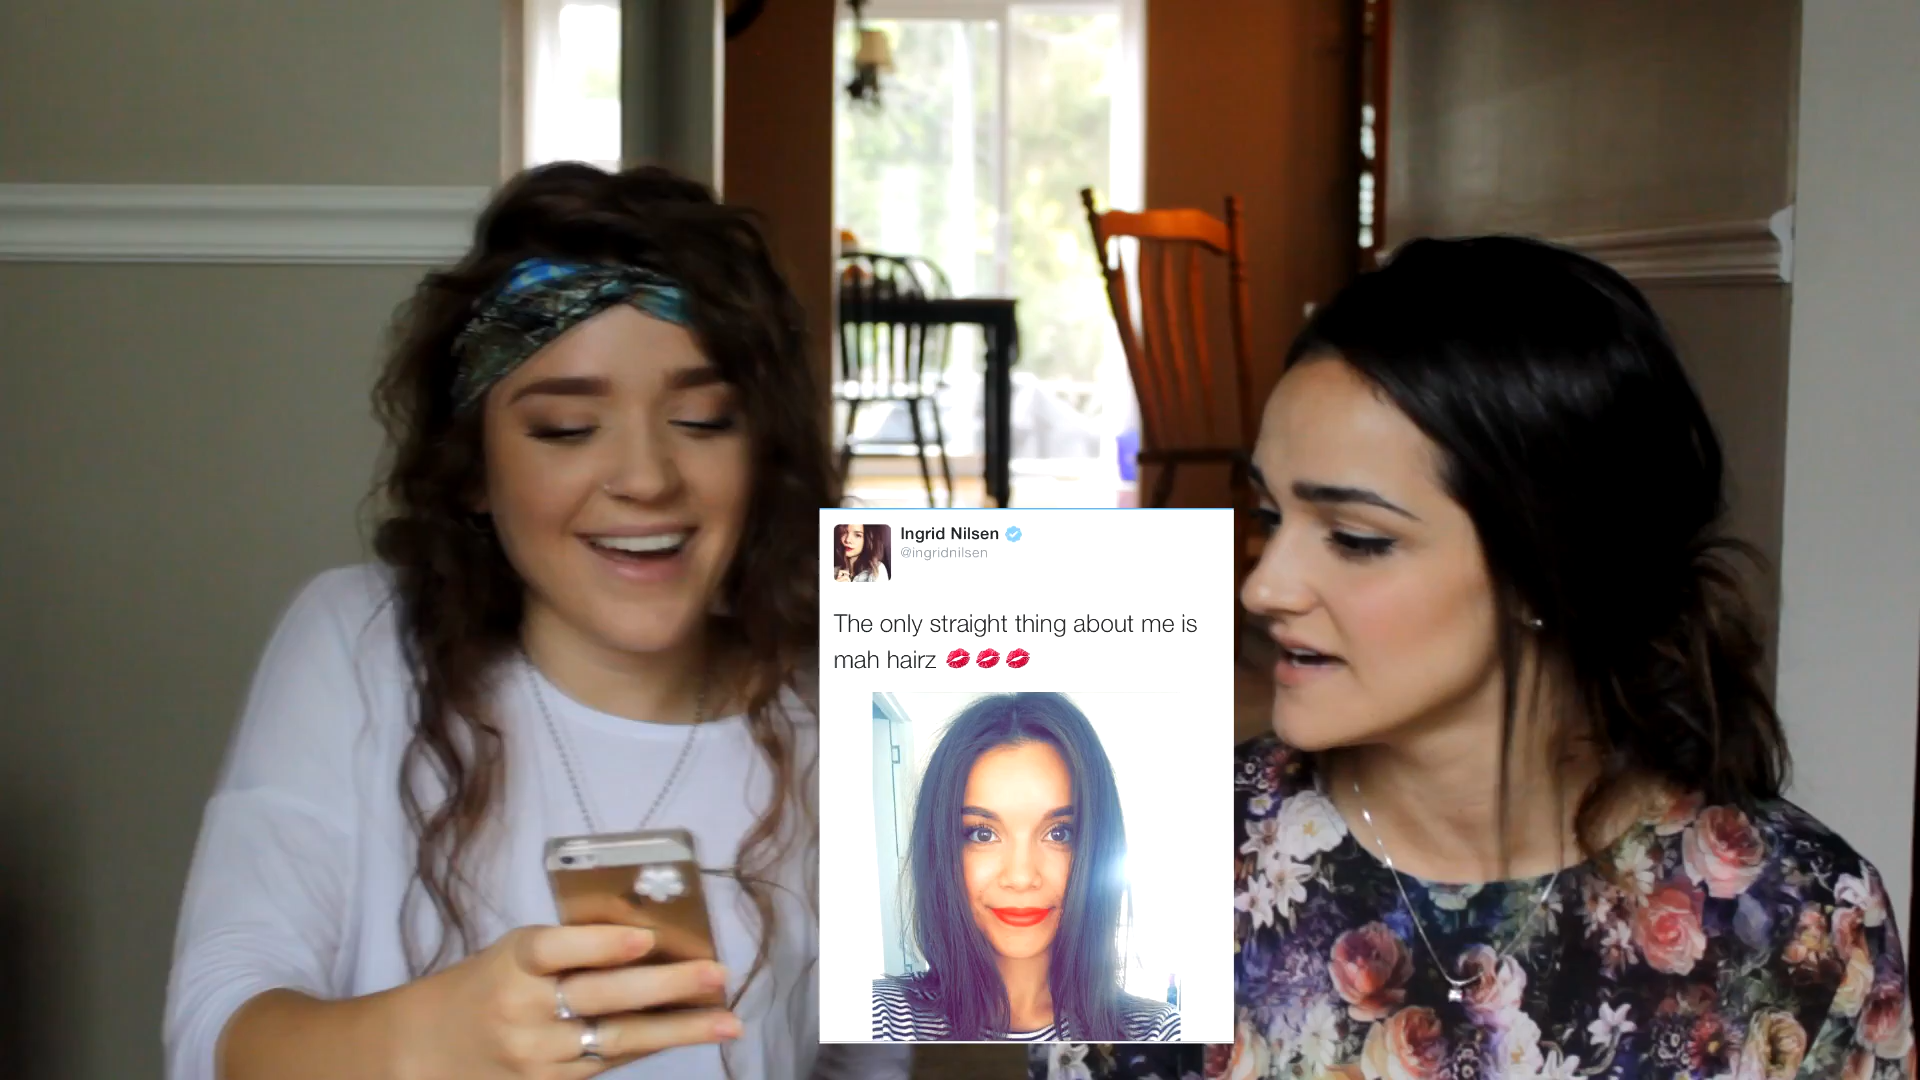 Ingrid Nilsen
@ingridnilsen
The only straight thing about me is
mah hairz 💋💋💋